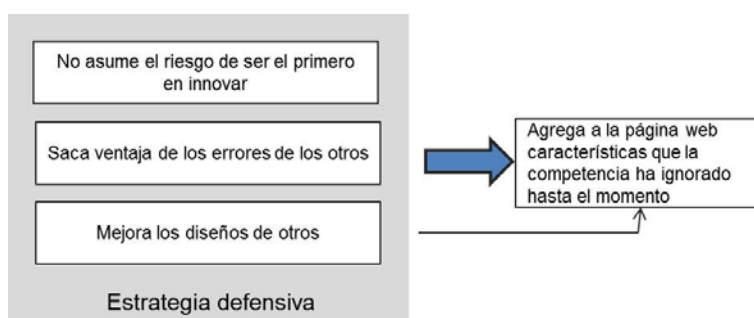 No asume el riesgo de ser el primero
en innovar
Saca ventaja de los errores de los otros
Mejora los diseños de otros
Estrategia defensiva
Agrega a la página web
características que la
competencia ha ignorado
hasta el momento